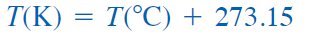 T(K) = T(°C) + 273.15